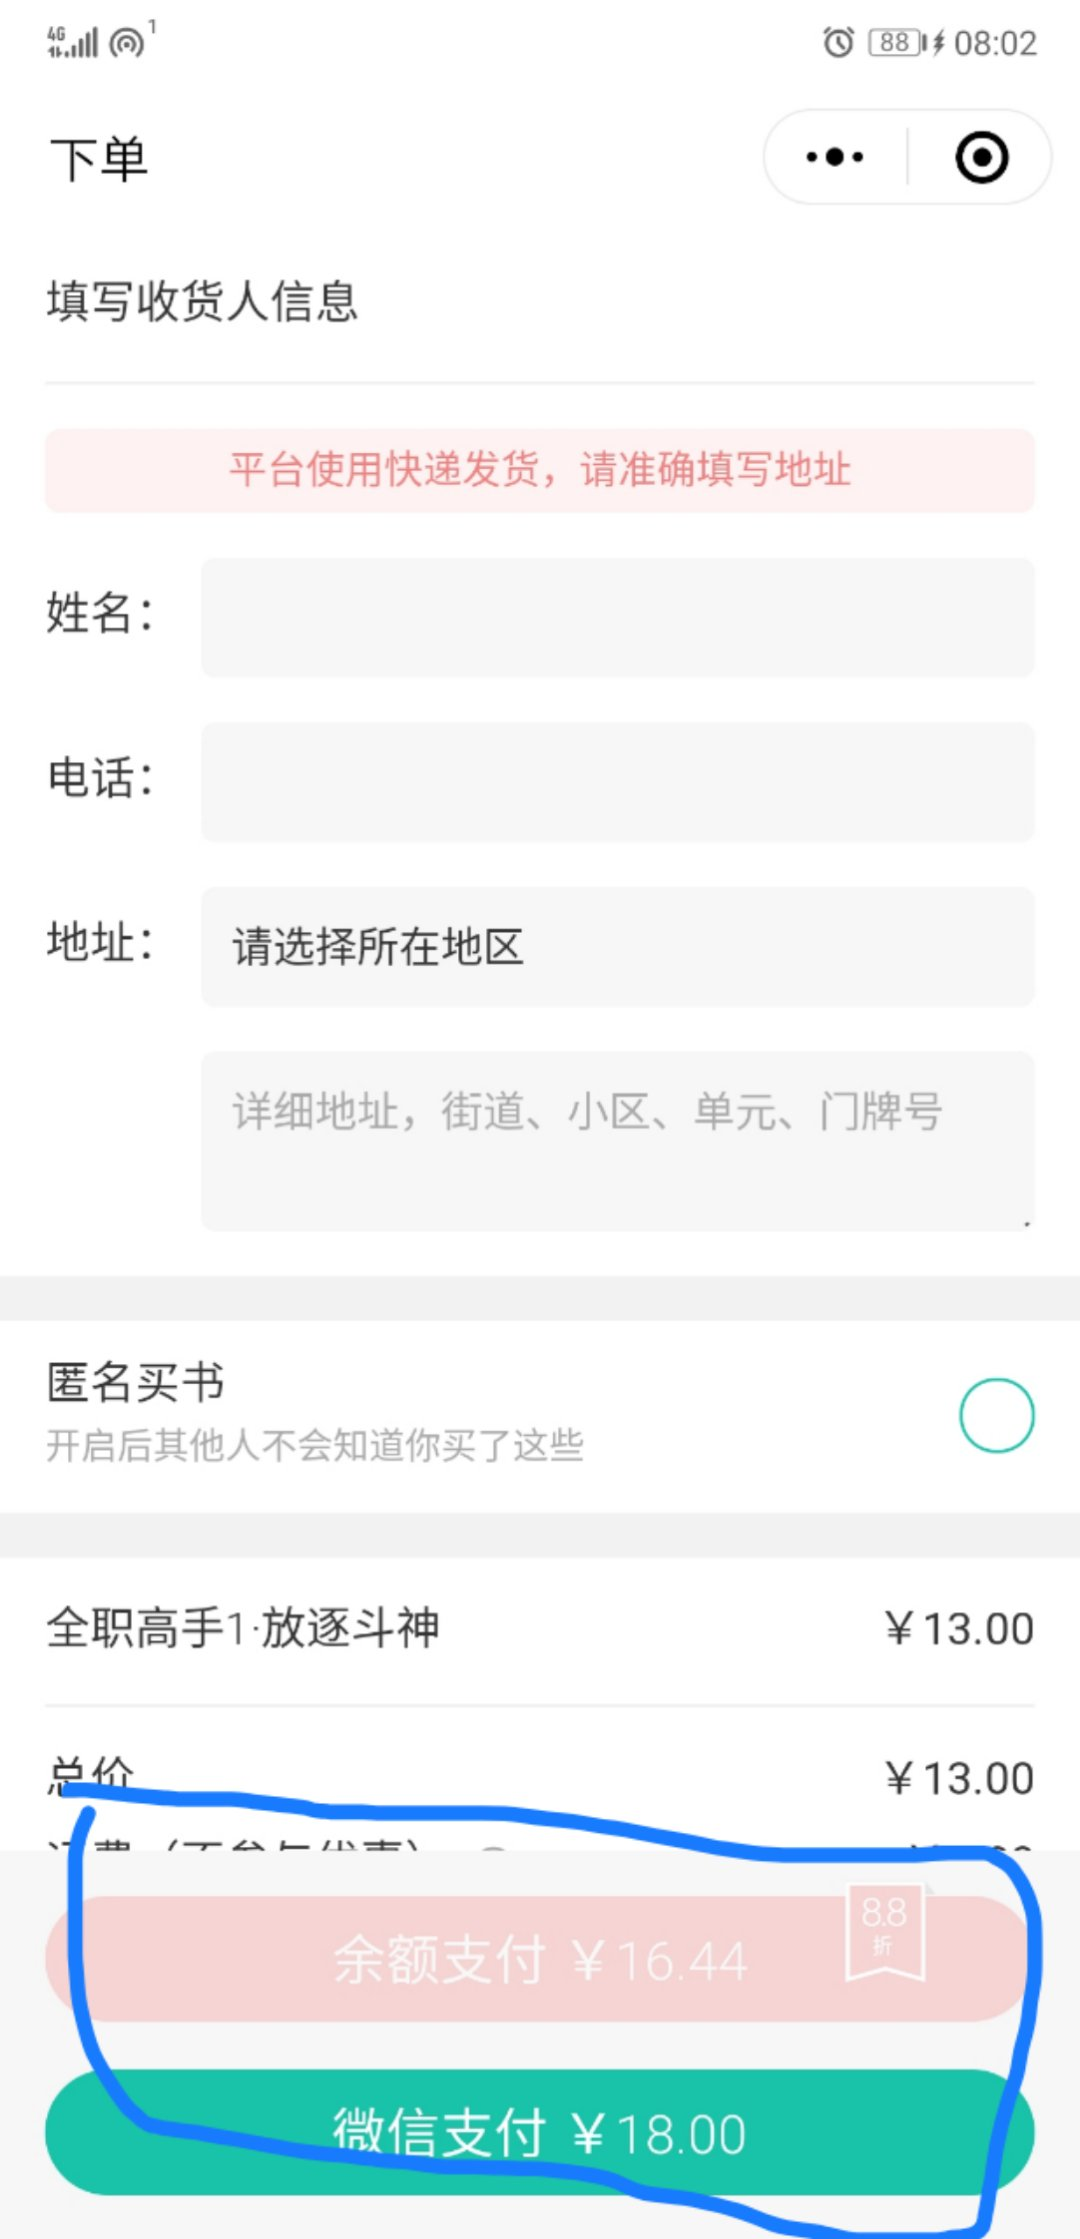 4G
1
88
08:02
下单
填写收货人信息
平台使用快递发货，请准确填写地址
姓名：
电话：
地址：
请选择所在地区
详细地址，街道、小区、单元、门牌号
匿名买书
开启后其他人不会知道你买了这些
全职高手1·放逐斗神
￥13.00
总价
￥13.00
8.8
折
余额支付 ￥16.44
微信支付 ￥18.00